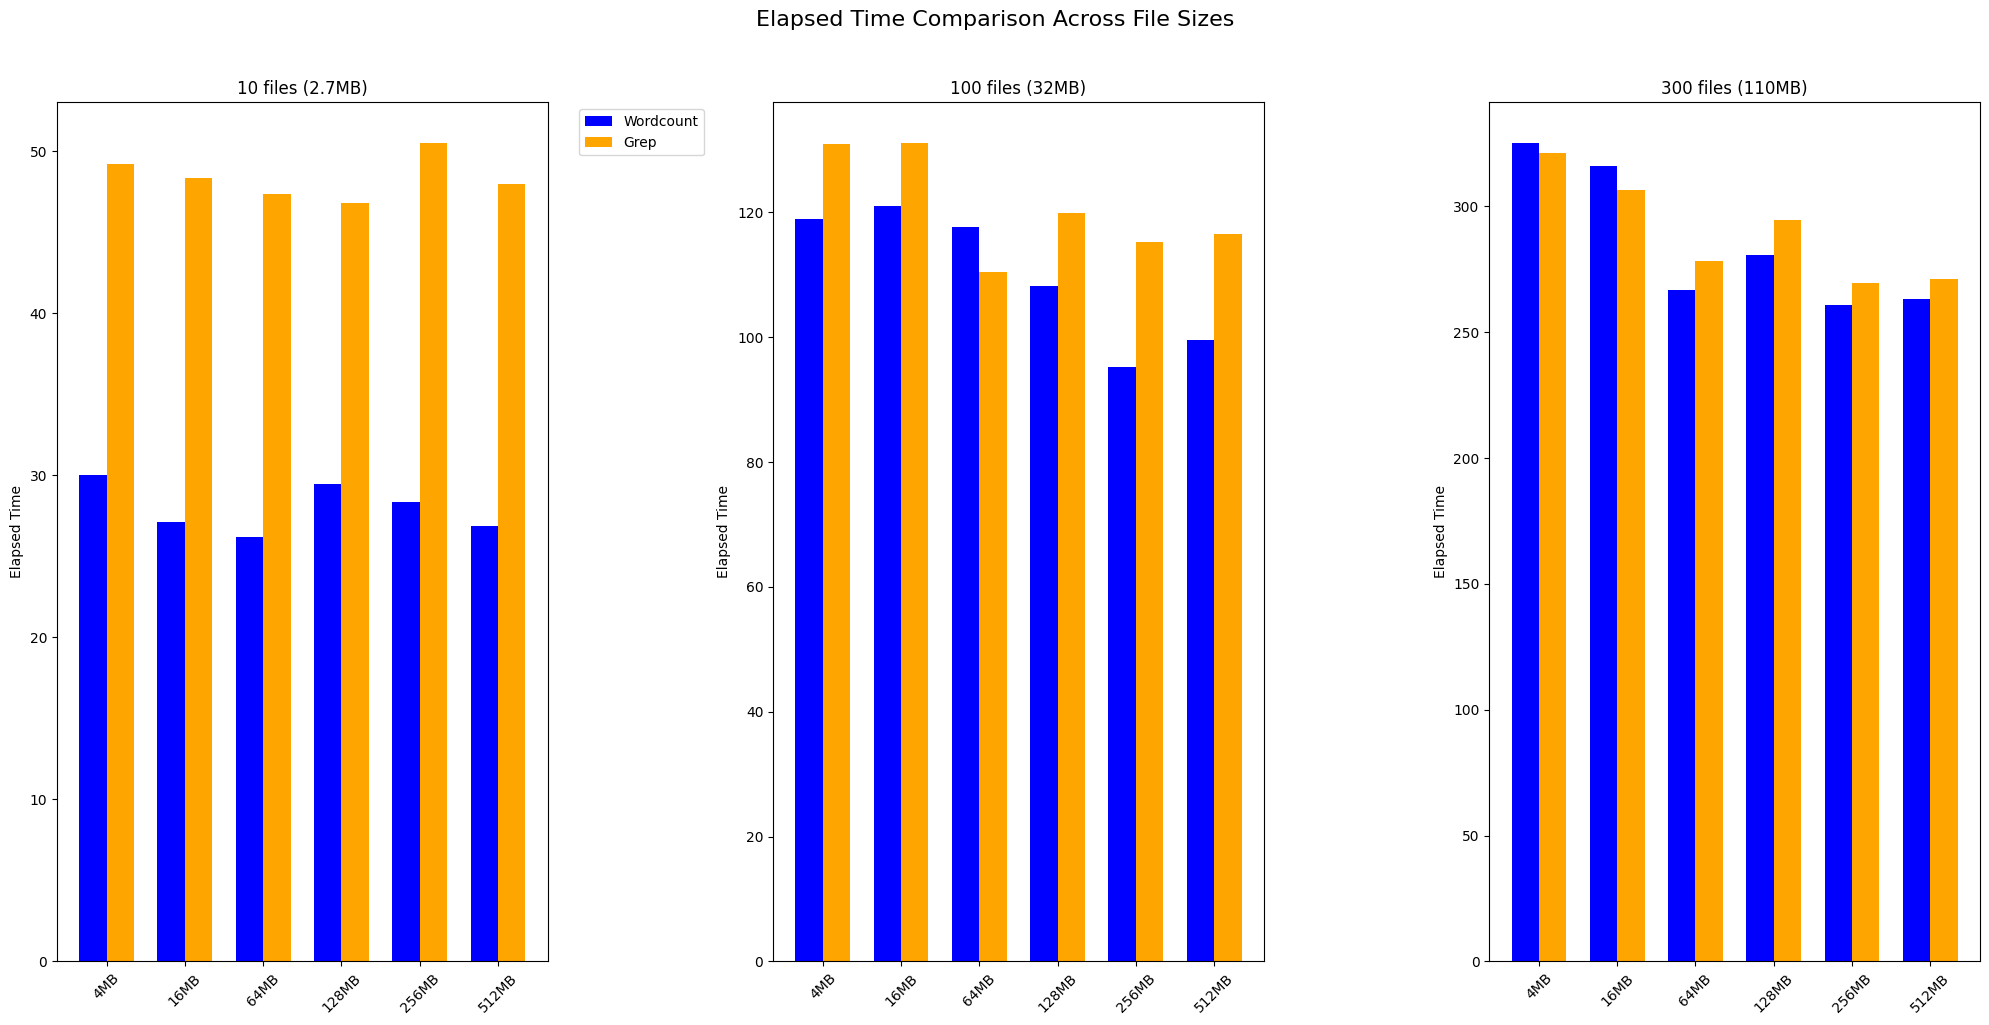 Elapsed Time Comparison Across File Sizes
10 files (2.7MB)
Elapsed Time
50
40
30
20
10
0
4MB
16MB
64MB
128MB
256MB
512MB
Wordcount
Grep
100 files (32MB)
Elapsed Time
120
100
80
60
40
20
0
4MB
16MB
64MB
128MB
256MB
512MB
300 files (110MB)
Elapsed Time
300
250
200
150
100
50
0
4MB
16MB
64MB
128MB
256MB
512MB